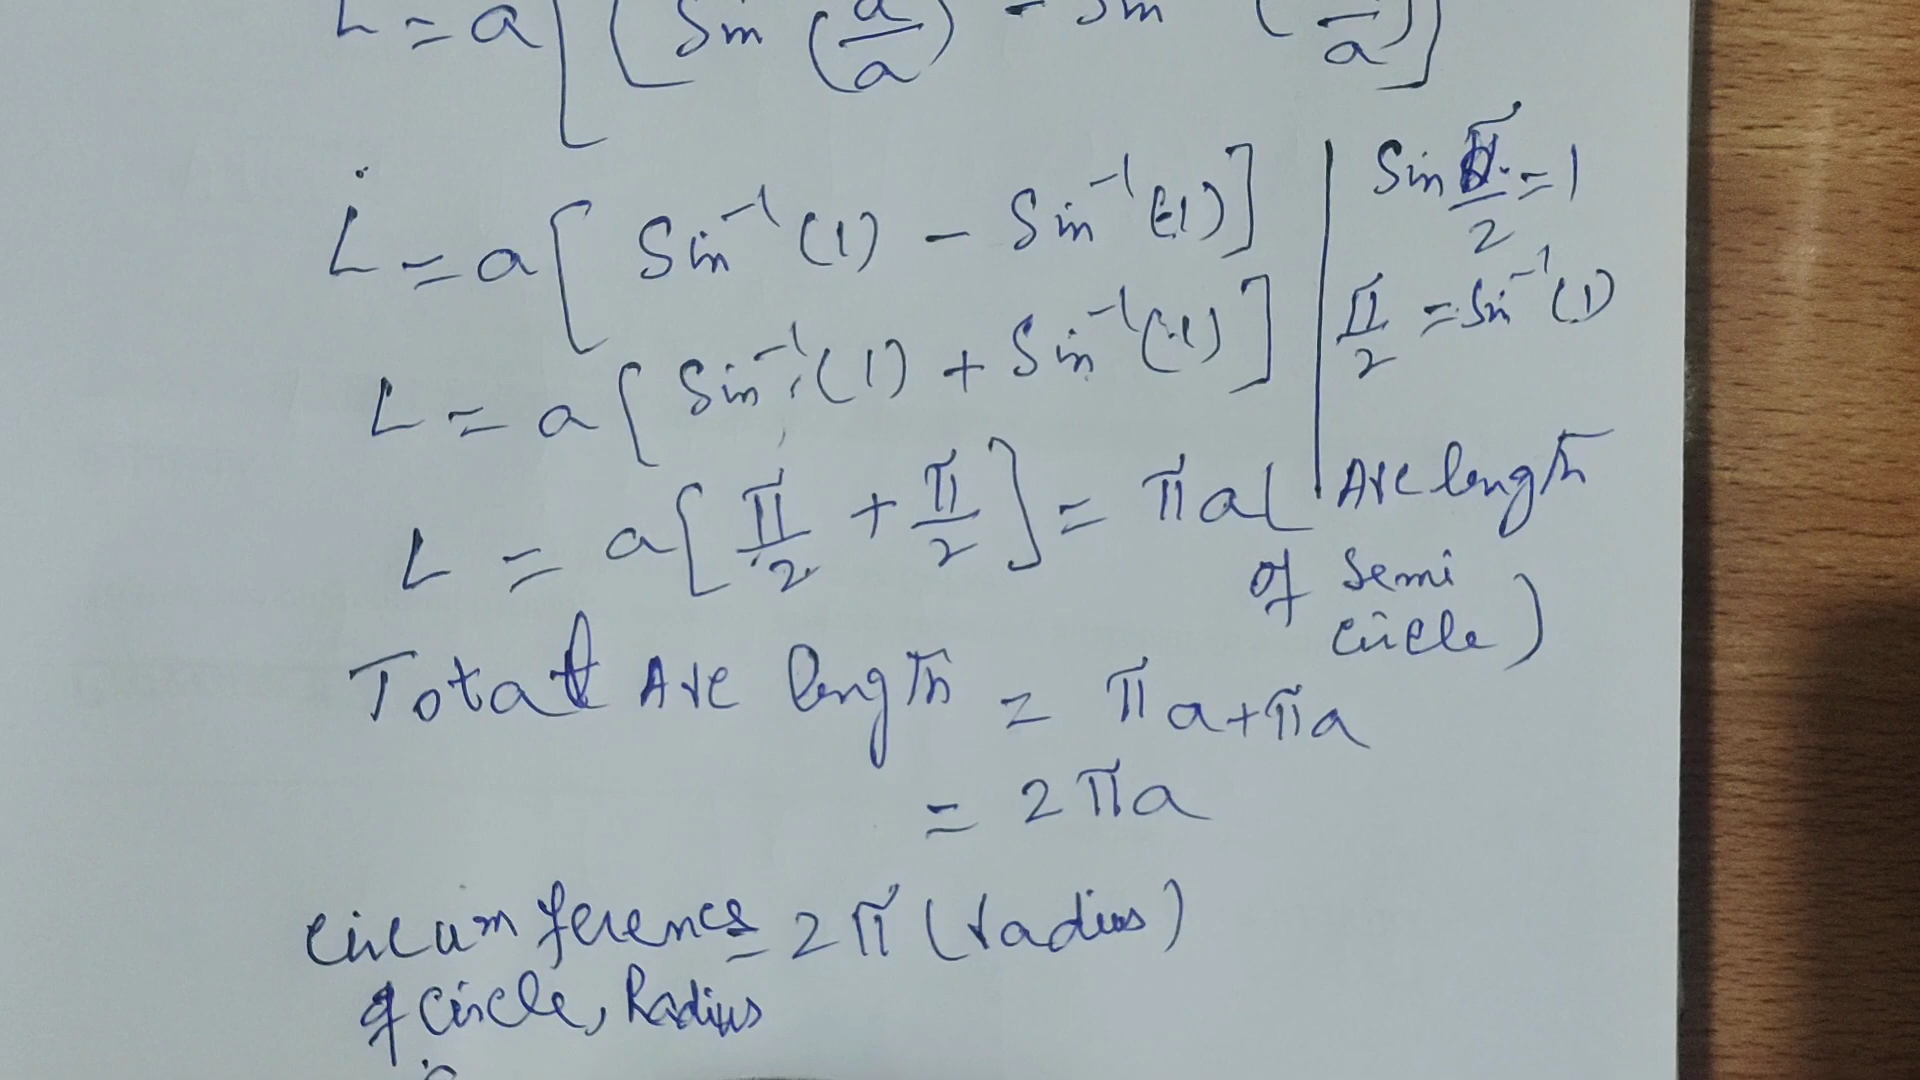 L = a[(Sin (a/a) - Sin (/a)]
L = a[Sin⁻¹(1) - Sin⁻¹(-1)]
Sin π/2 = 1
L = a[Sin⁻¹(1) + Sin⁻¹(1)]
π/2 = Sin⁻¹(1)
L = a[π/2 + π/2] = πa (Arc length
of Semi
circle)
Total Arc length = πa+πa
= 2πa
Circumference = 2π (radius)
of Circle, Radius